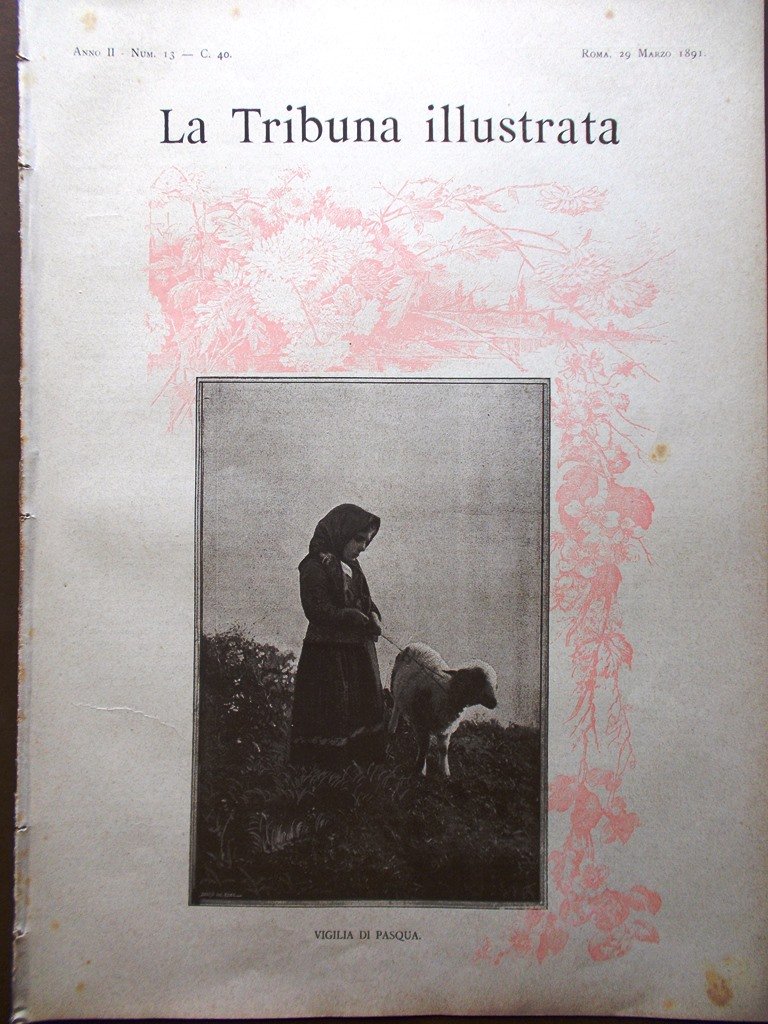 Anno II - Num. 13 — C. 40.
Roma, 29 Marzo 1891.
La Tribuna illustrata
VIGILIA DI PASQUA.